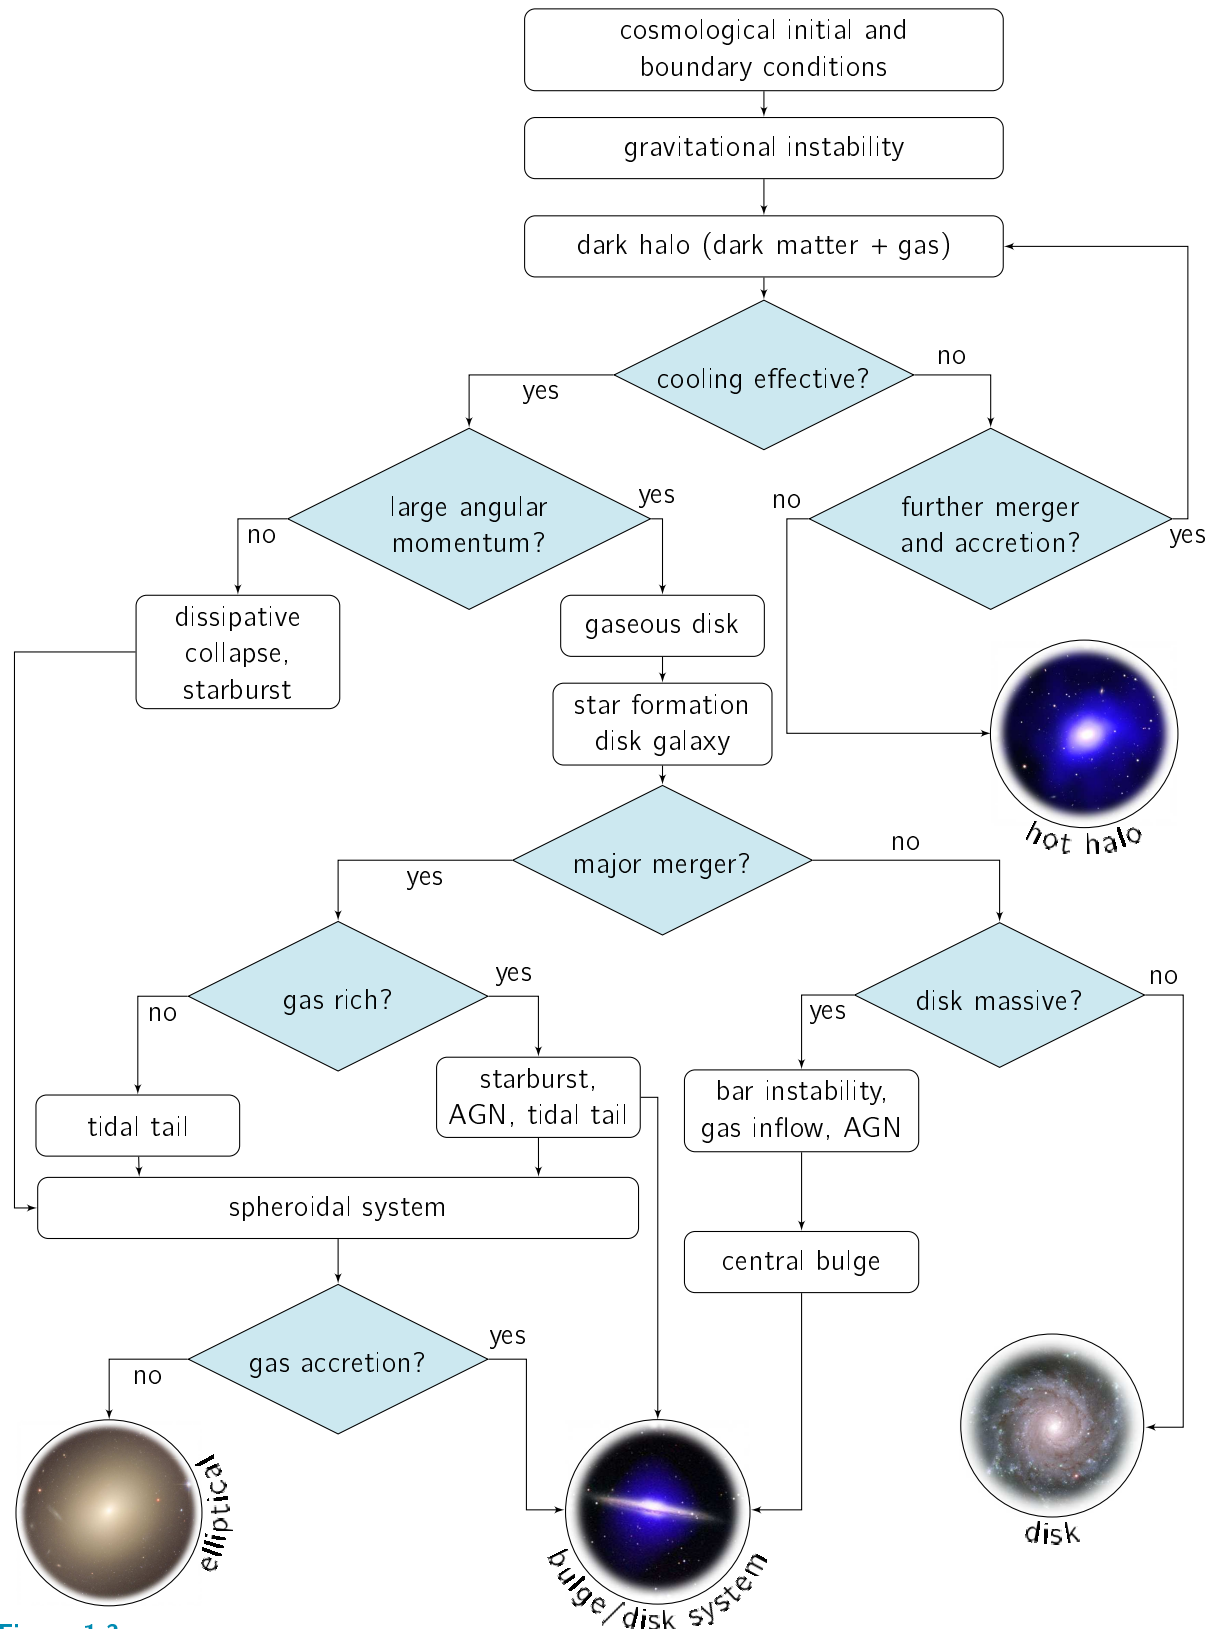 cosmological initial and
boundary conditions
gravitational instability
dark halo (dark matter + gas)
cooling effective?
yes
no
large angular
momentum?
no
yes
further merger
and accretion?
no
yes
dissipative
collapse,
starburst
gaseous disk
star formation
disk galaxy
hot halo
major merger?
yes
no
gas rich?
no
yes
disk massive?
yes
no
tidal tail
starburst,
AGN, tidal tail
bar instability,
gas inflow, AGN
spheroidal system
central bulge
gas accretion?
no
yes
elliptical
bulge/disk system
disk